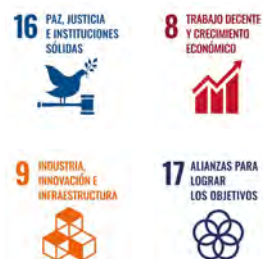 16 PAZ, JUSTICIA
E INSTITUCIONES
SÓLIDAS
8 TRABAJO DECENTE
Y CRECIMIENTO
ECONÓMICO
9 INDUSTRIA,
INNOVACIÓN E
INFRAESTRUCTURA
17 ALIANZAS PARA
LOGRAR
LOS OBJETIVOS